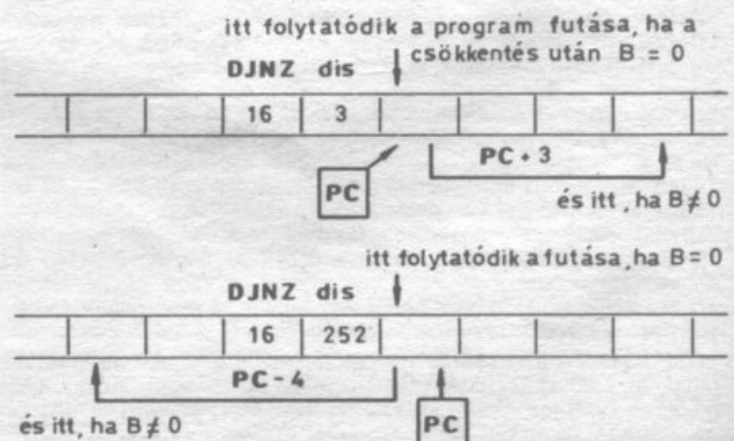 itt folytatódik a program futása, ha a
csökkentés után B = 0
DJNZ dis
16 3
PC + 3
PC
és itt, ha B ≠ 0
itt folytatódik a futása, ha B = 0
DJNZ dis
16 252
PC - 4
és itt, ha B ≠ 0
PC